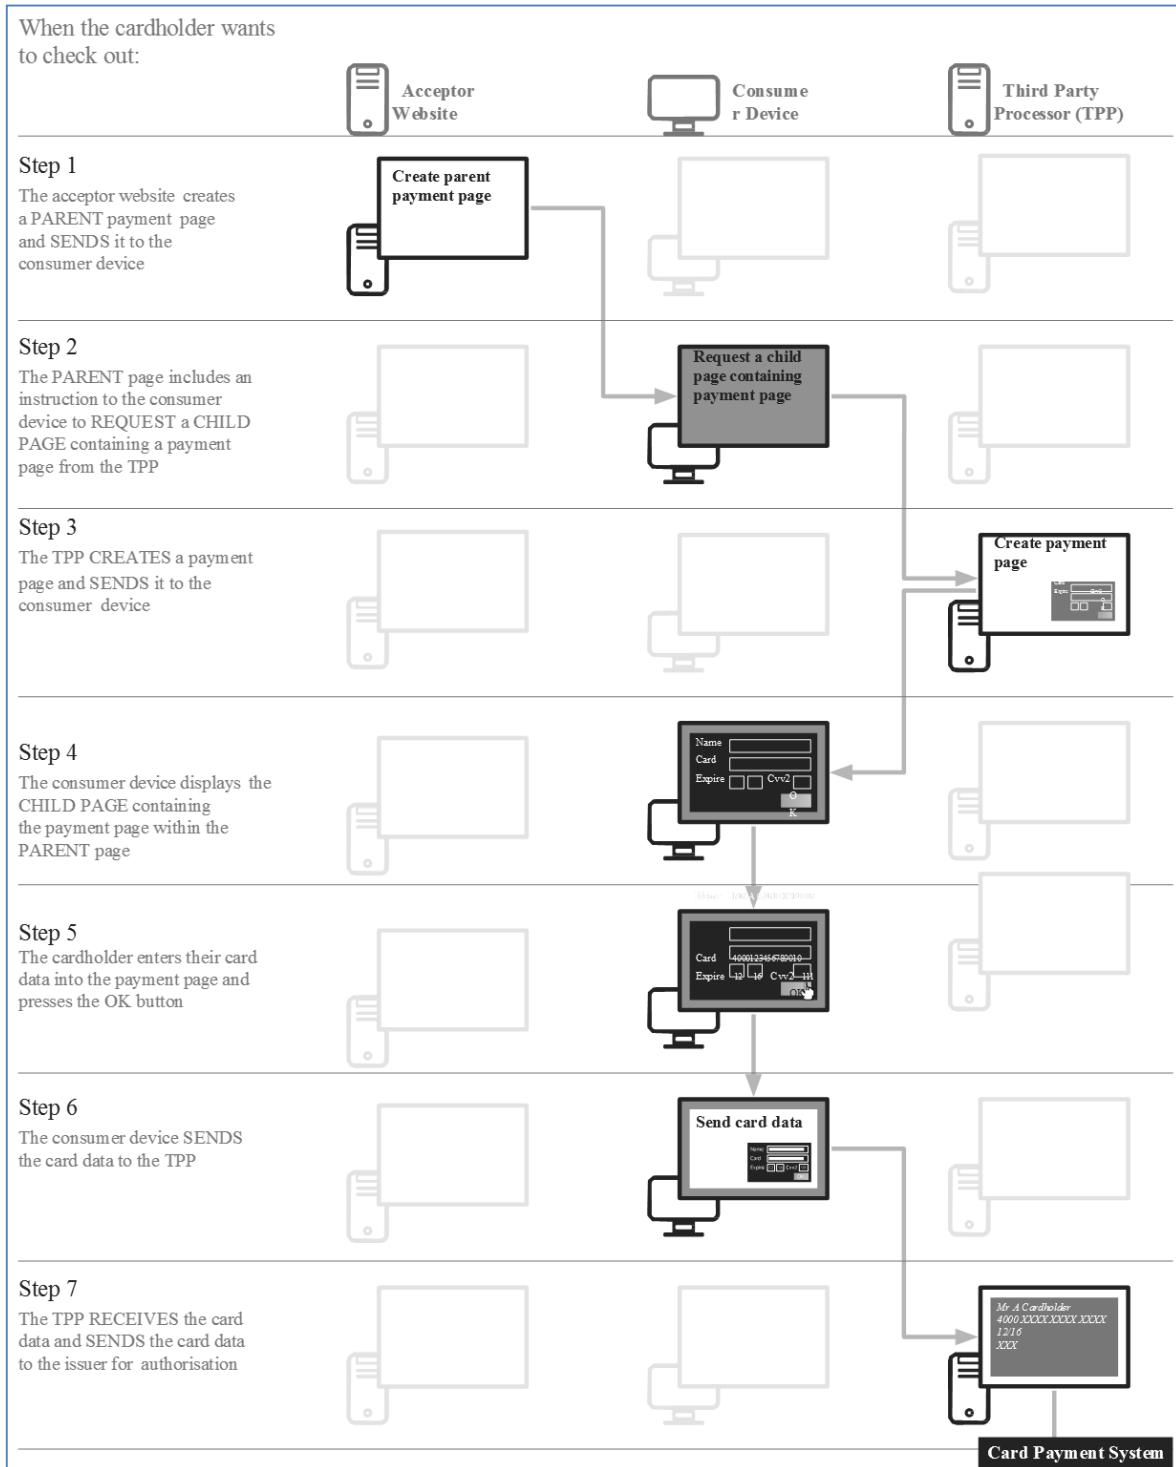 When the cardholder wants
to check out:
Acceptor
Website
Consume
r Device
Third Party
Processor (TPP)
Step 1
The acceptor website creates
a PARENT payment page
and SENDS it to the
consumer device
Create parent
payment page
Step 2
The PARENT page includes an
instruction to the consumer
device to REQUEST a CHILD
PAGE containing a payment
page from the TPP
Request a child
page containing
payment page
Step 3
The TPP CREATES a payment
page and SENDS it to the
consumer device
Create payment
page
Expire
Step 4
The consumer device displays the
CHILD PAGE containing
the payment page within the
PARENT page
Name
Card
Expire Cvv2
O
K
Step 5
The cardholder enters their card
data into the payment page and
presses the OK button
Card 4000123456789010
Expire 12 16 Cvv2 111
OK
Step 6
The consumer device SENDS
the card data to the TPP
Send card data
Name
Card
Expire Cvv2
OK
Step 7
The TPP RECEIVES the card
data and SENDS the card data
to the issuer for authorisation
Mr A Cardholder
4000 XXXX XXXX XXXX
12/16
XXX
Card Payment System